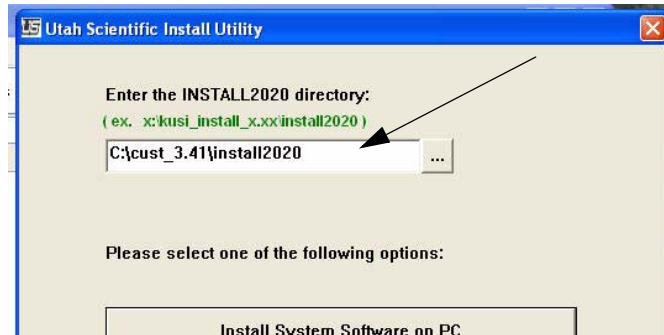 US Utah Scientific Install Utility
Enter the INSTALL2020 directory:
( ex. x:\kusi_install_x.xx\install2020 )
C:\cust_3.41\install2020
...
Please select one of the following options:
Install System Software on PC